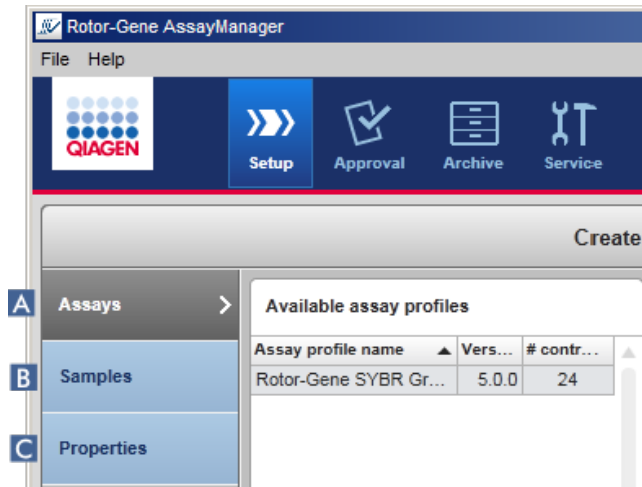 Rotor-Gene AssayManager
File Help
QIAGEN
Setup Approval Archive Service
Create
A Assays
Available assay profiles
Assay profile name Vers... # contr...
Rotor-Gene SYBR Gr... 5.0.0 24
B Samples
C Properties